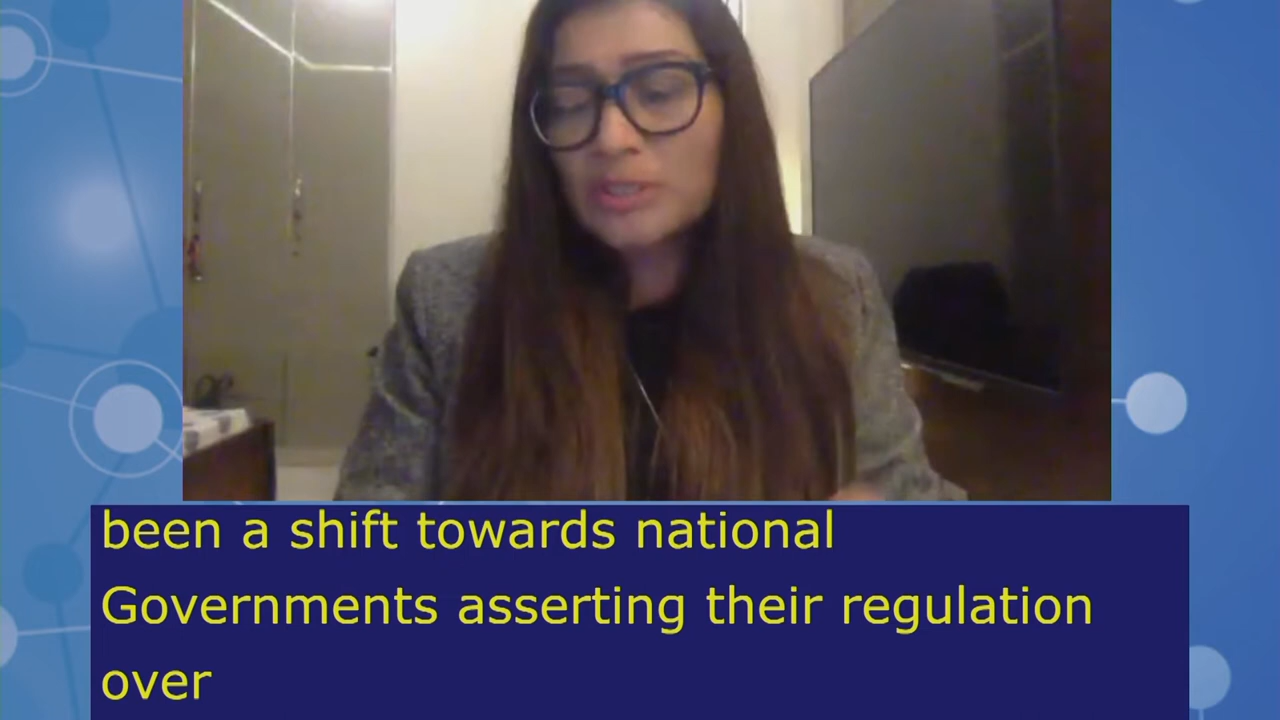 been a shift towards national
Governments asserting their regulation
over